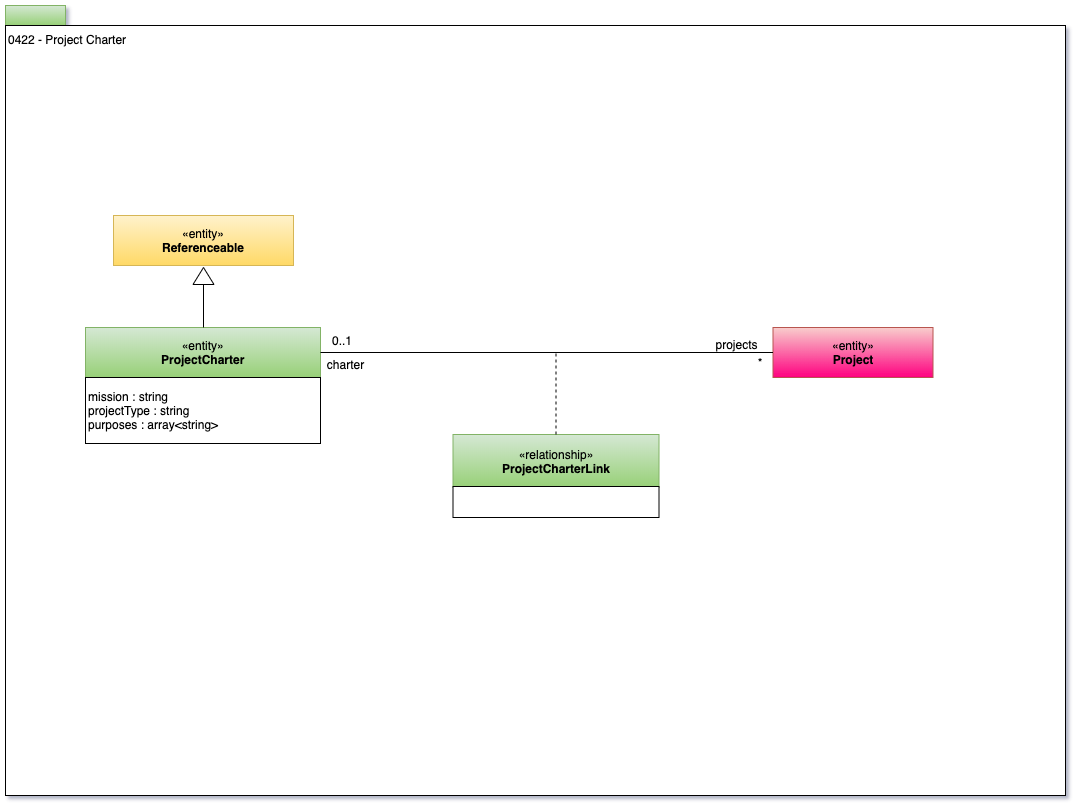 0422 - Project Charter
«entity»
Referenceable
«entity»
ProjectCharter
mission : string
projectType : string
purposes : array<string>
0..1
charter
projects
*
«entity»
Project
«relationship»
ProjectCharterLink